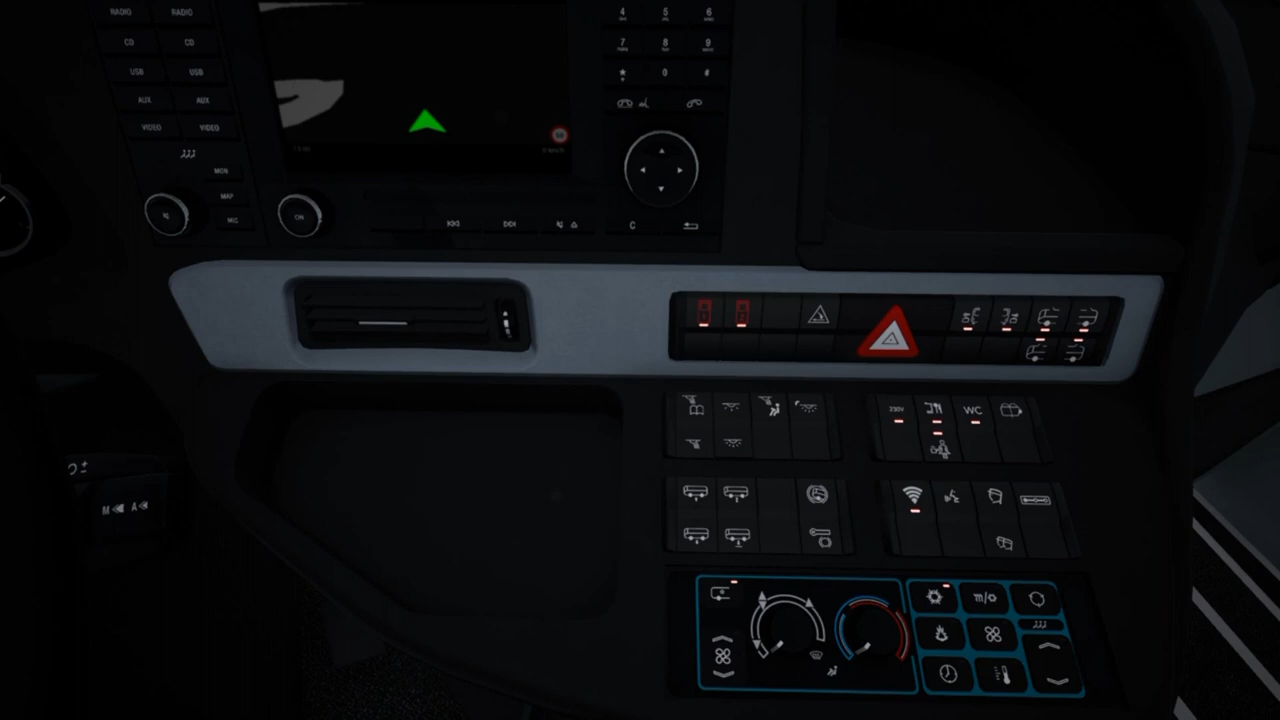 RADIO RADIO
CD CD
USB USB
AUX AUX
VIDEO VIDEO
MON
MAP
MIC
ON
C
4 5 6
7 8 9
* 0 #
230V
WC
M A